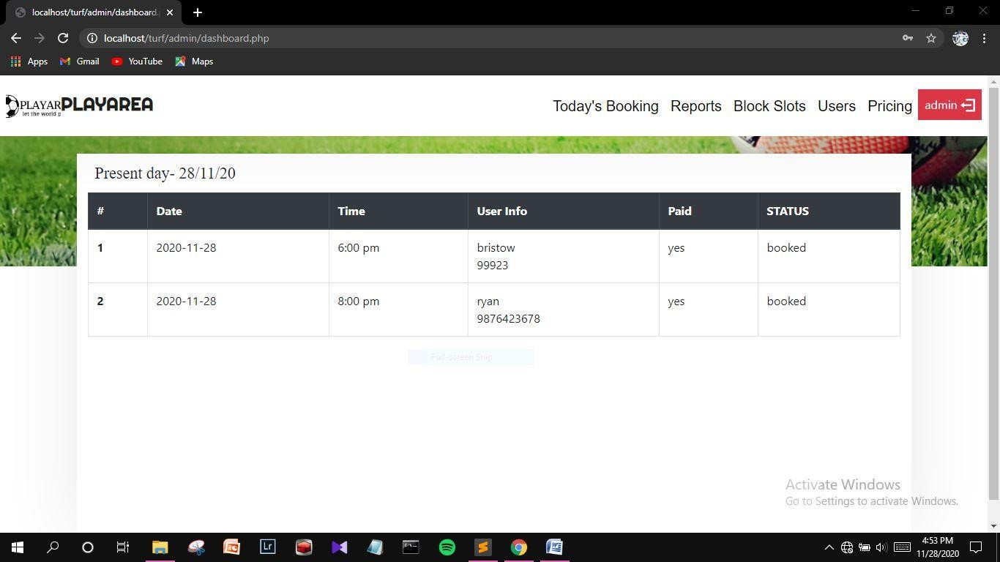 localhost/turf/admin/dashboard.
localhost/turf/admin/dashboard.php
Apps Gmail YouTube Maps
PLAYAR PLAYAREA
let the world p
Today's Booking Reports Block Slots Users Pricing admin
Present day- 28/11/20
# Date Time User Info Paid STATUS
1 2020-11-28 6:00 pm bristow yes booked
99923
2 2020-11-28 8:00 pm ryan yes booked
9876423678
Full-screen Snip
Activate Windows
Go to Settings to activate Windows.
Lr
4:53 PM
11/28/2020